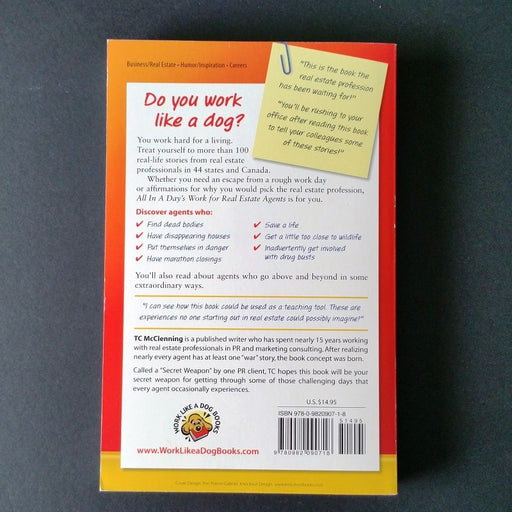 Business/Real Estate • Humor/Inspiration • Careers
"This is the book the
real estate profession
has been waiting for!"
"You'll be rushing to your
office after reading this book
to tell your colleagues some
of these stories!"
Do you work
like a dog?
You work hard for a living.
Treat yourself to more than 100
real-life stories from real estate
professionals in 44 states and Canada.
Whether you need an escape from a rough work day
or affirmations for why you would pick the real estate profession,
All In A Day's Work for Real Estate Agents is for you.
Discover agents who:
✔ Find dead bodies
✔ Have disappearing houses
✔ Put themselves in danger
✔ Have marathon closings
✔ Save a life
✔ Get a little too close to wildlife
✔ Inadvertently get involved
with drug busts
You'll also read about agents who go above and beyond in some
extraordinary ways.
"I can see how this book could be used as a teaching tool. These are
experiences no one starting out in real estate could possibly imagine!"
TC McClenning is a published writer who has spent nearly 15 years working
with real estate professionals in PR and marketing consulting. After realizing
nearly every agent has at least one "war" story, the book concept was born.
Called a "Secret Weapon" by one PR client, TC hopes this book will be your
secret weapon for getting through some of those challenging days that
every agent occasionally experiences.
U.S. $14.95
ISBN 978-0-9820907-1-8
51495
9 780982 090718
WORK LIKE A DOG BOOKS
www.WorkLikeaDogBooks.com